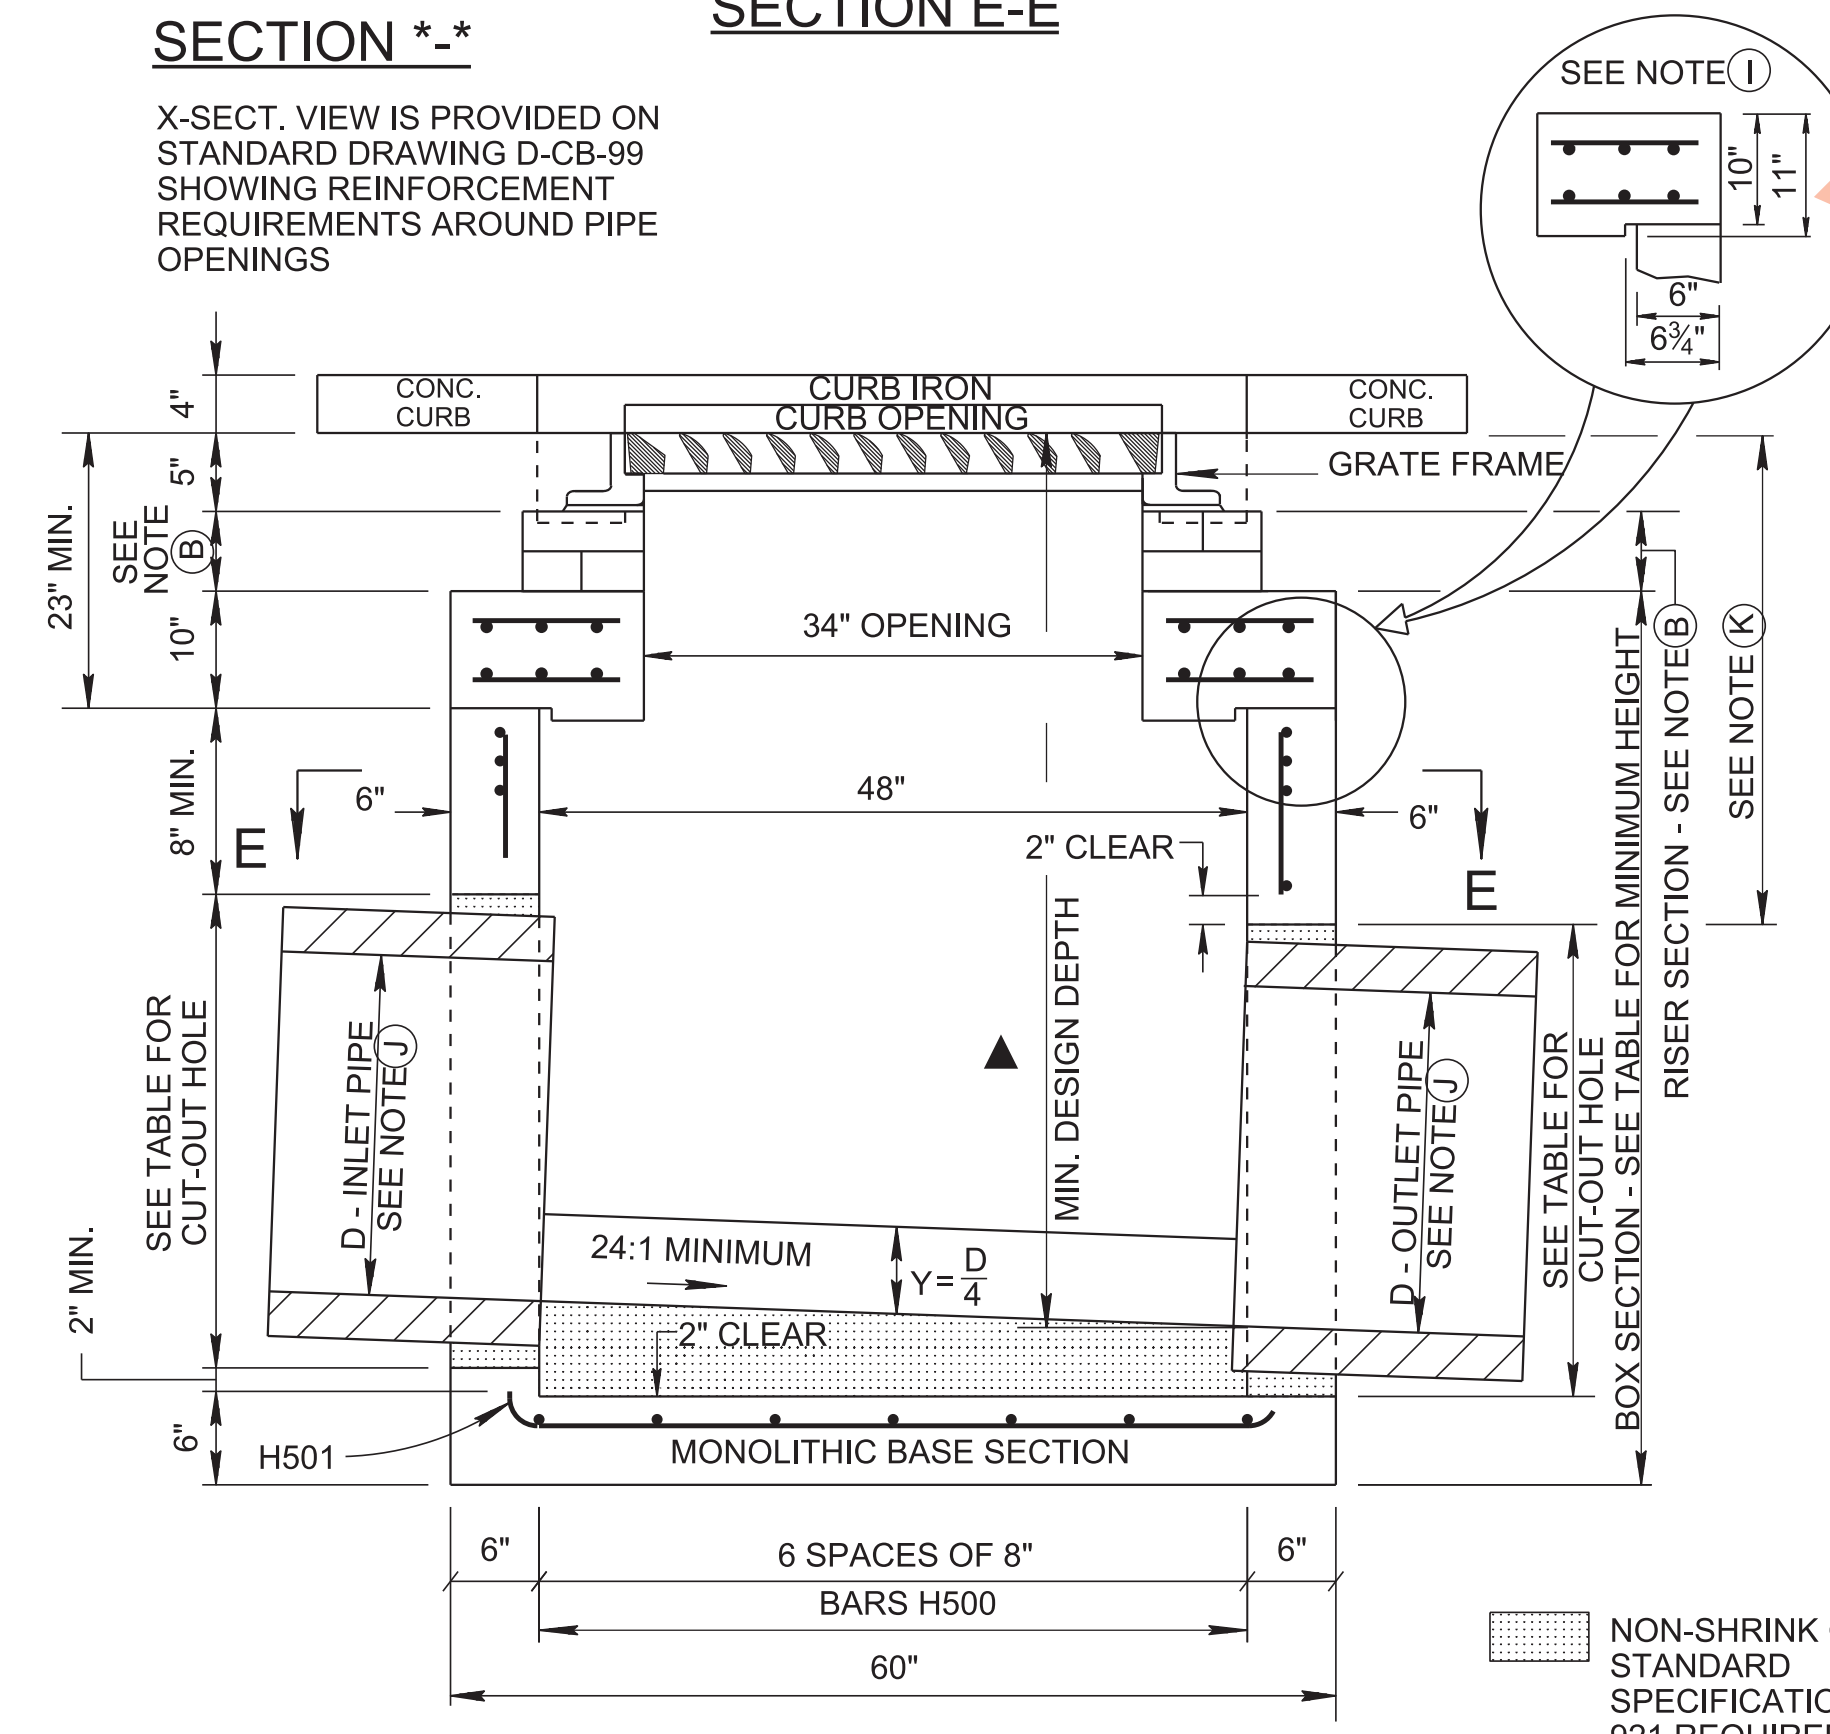 SECTION E-E
SECTION *-*
X-SECT. VIEW IS PROVIDED ON
STANDARD DRAWING D-CB-99
SHOWING REINFORCEMENT
REQUIREMENTS AROUND PIPE
OPENINGS
SEE NOTE I
10"
11"
6"
6¾"
CONC.
CURB
CURB IRON
CURB OPENING
CONC.
CURB
GRATE FRAME
4"
5"
23" MIN.
SEE
NOTE B
10"
8" MIN.
34" OPENING
6"
48"
6"
E
E
2" CLEAR
MIN. DESIGN DEPTH
SEE TABLE FOR
CUT-OUT HOLE
D - INLET PIPE
SEE NOTE J
D - OUTLET PIPE
SEE NOTE J
SEE TABLE FOR
CUT-OUT HOLE
BOX SECTION - SEE TABLE FOR MINIMUM HEIGHT
RISER SECTION - SEE NOTE B
SEE NOTE K
24:1 MINIMUM
Y = D
4
2" CLEAR
2" MIN.
6"
H501
MONOLITHIC BASE SECTION
6"
6 SPACES OF 8"
6"
BARS H500
60"
NON-SHRINK
STANDARD